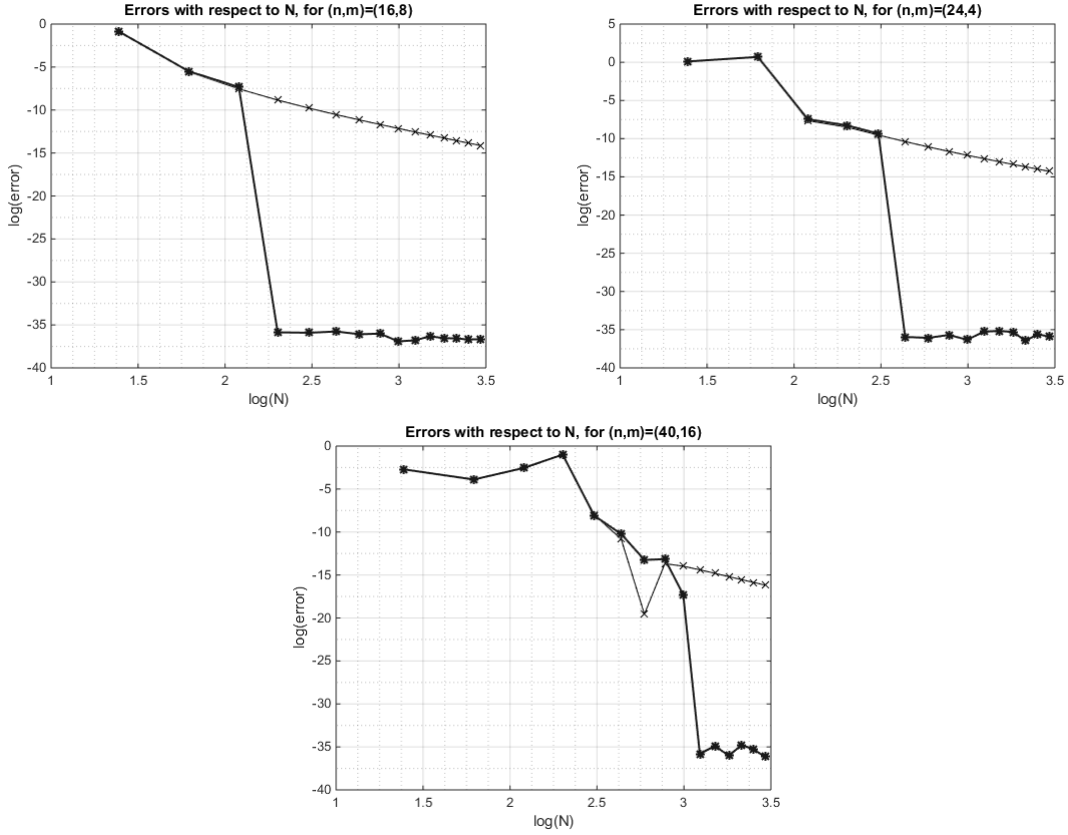 Errors with respect to N, for (n,m)=(16,8)
0
-5
-10
-15
-20
-25
-30
-35
-40
log(error)
1 1.5 2 2.5 3 3.5
log(N)
Errors with respect to N, for (n,m)=(24,4)
5
0
-5
-10
-15
-20
-25
-30
-35
-40
log(error)
1 1.5 2 2.5 3 3.5
log(N)
Errors with respect to N, for (n,m)=(40,16)
0
-5
-10
-15
-20
-25
-30
-35
-40
log(error)
1 1.5 2 2.5 3 3.5
log(N)